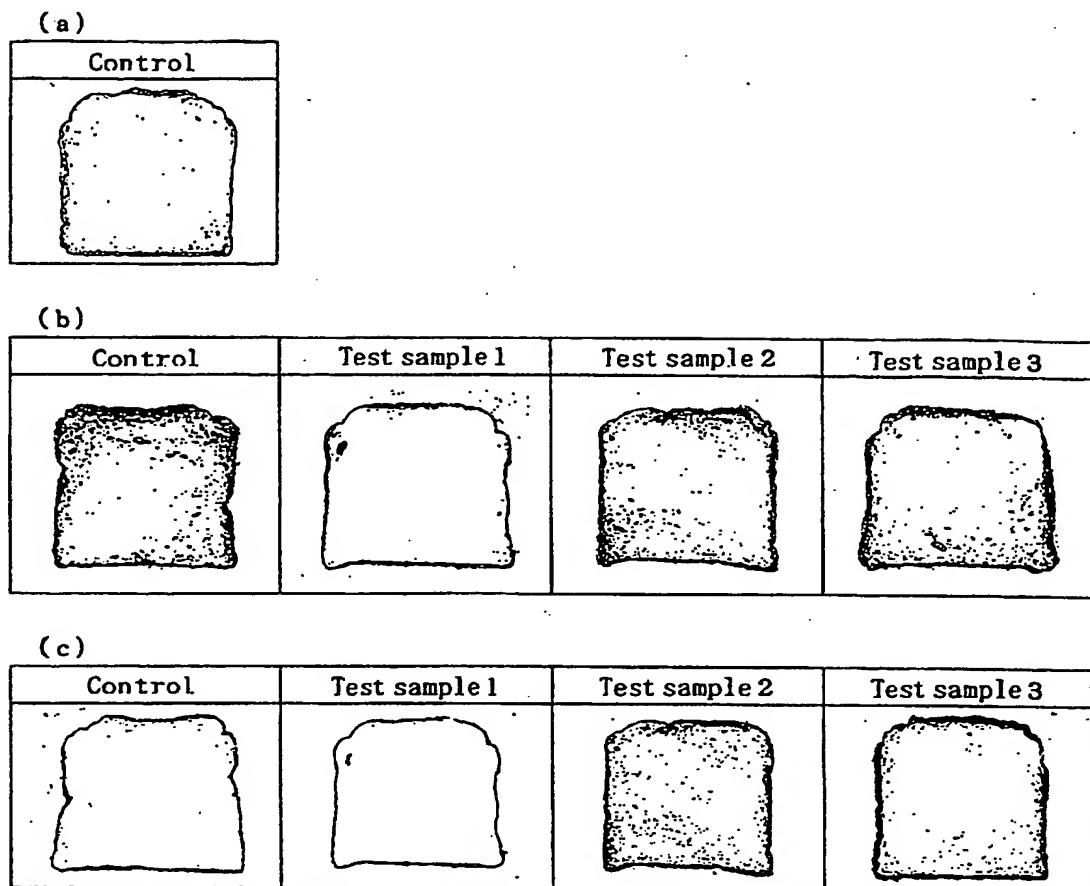 (a)
Control
(b)
Control Test sample 1 Test sample 2 Test sample 3
(c)
Control Test sample 1 Test sample 2 Test sample 3